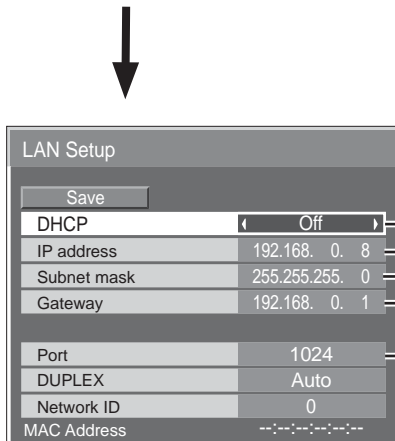 LAN Setup
Save
DHCP Off
IP address 192.168. 0. 8
Subnet mask 255.255.255. 0
Gateway 192.168. 0. 1
Port 1024
DUPLEX Auto
Network ID 0
MAC Address --:--:--:--:--:--